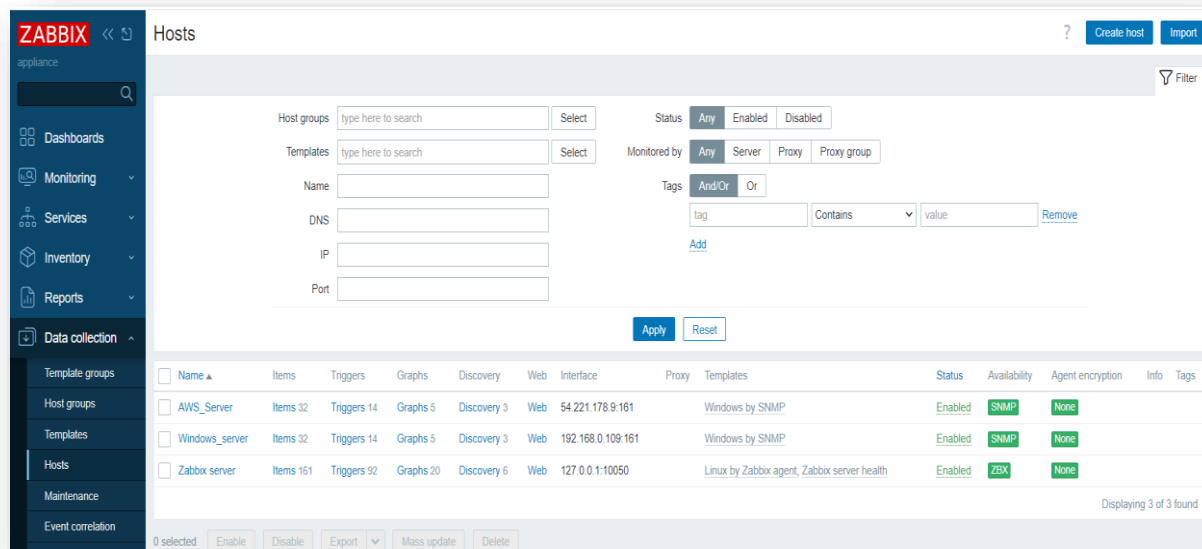 ZABBIX
appliance
Hosts
? Create host Import
Filter
Dashboards
Monitoring
Services
Inventory
Reports
Data collection
Template groups
Host groups
Templates
Hosts
Maintenance
Event correlation
Host groups type here to search Select
Templates type here to search Select
Name
DNS
IP
Port
Status Any Enabled Disabled
Monitored by Any Server Proxy Proxy group
Tags And/Or Or
tag Contains value Remove
Add
Apply Reset
Name ▲ Items Triggers Graphs Discovery Web Interface Proxy Templates Status Availability Agent encryption Info Tags
AWS_Server Items 32 Triggers 14 Graphs 5 Discovery 3 Web 54.221.178.9:161 Windows by SNMP Enabled SNMP None
Windows_server Items 32 Triggers 14 Graphs 5 Discovery 3 Web 192.168.0.109:161 Windows by SNMP Enabled SNMP None
Zabbix server Items 161 Triggers 92 Graphs 20 Discovery 6 Web 127.0.0.1:10050 Linux by Zabbix agent, Zabbix server health Enabled ZBX None
Displaying 3 of 3 found
0 selected Enable Disable Export Mass update Delete